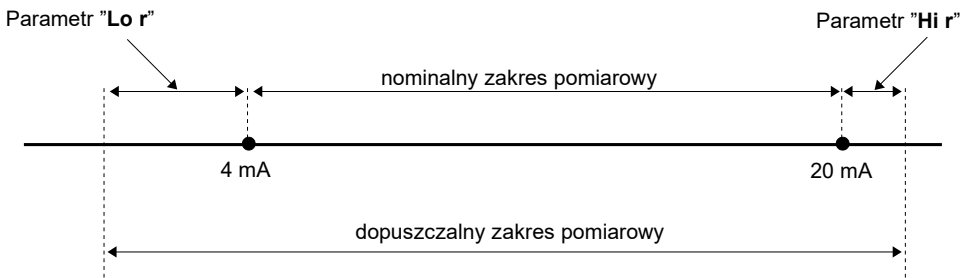 Parametr ”Lo r”
Parametr ”Hi r”
nominalny zakres pomiarowy
4 mA
20 mA
dopuszczalny zakres pomiarowy